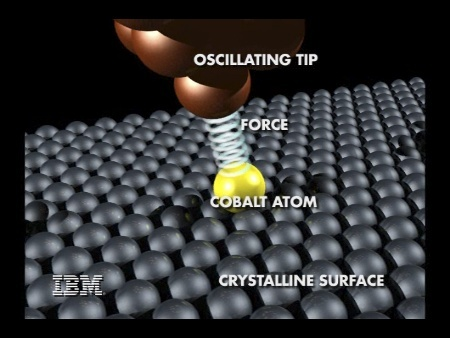 OSCILLATING TIP
FORCE
COBALT ATOM
CRYSTALLINE SURFACE
IBM